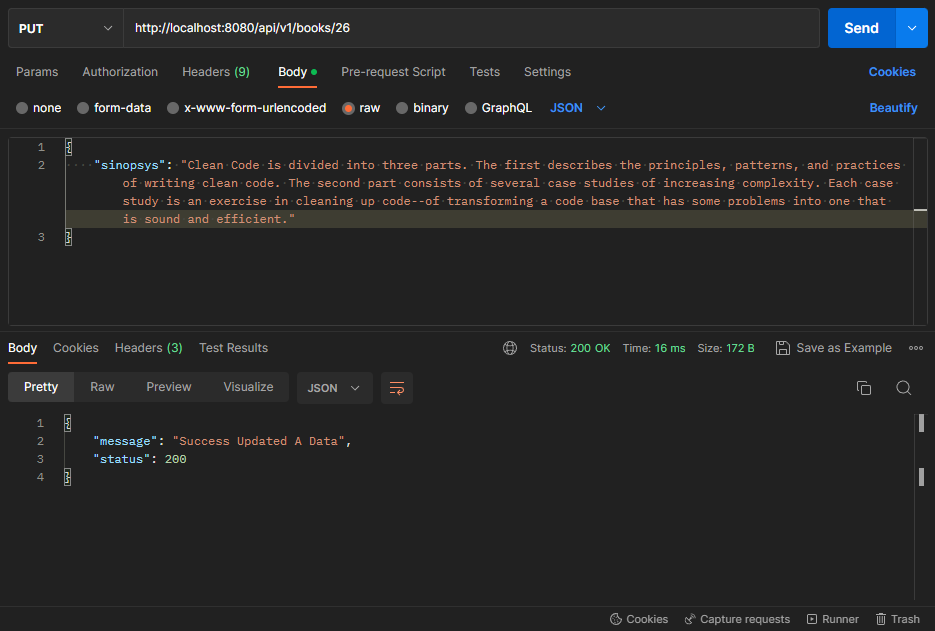 PUT http://localhost:8080/api/v1/books/26 Send
Params Authorization Headers (9) Body Pre-request Script Tests Settings Cookies
none form-data x-www-form-urlencoded raw binary GraphQL JSON Beautify
1 {
2 "sinopsys": "Clean Code is divided into three parts. The first describes the principles, patterns, and practices
of writing clean code. The second part consists of several case studies of increasing complexity. Each case
study is an exercise in cleaning up code--of transforming a code base that has some problems into one that
is sound and efficient."
3 }
Body Cookies Headers (3) Test Results Status: 200 OK Time: 16 ms Size: 172 B Save as Example
Pretty Raw Preview Visualize JSON
1 {
2 "message": "Success Updated A Data",
3 "status": 200
4 }
Cookies Capture requests Runner Trash